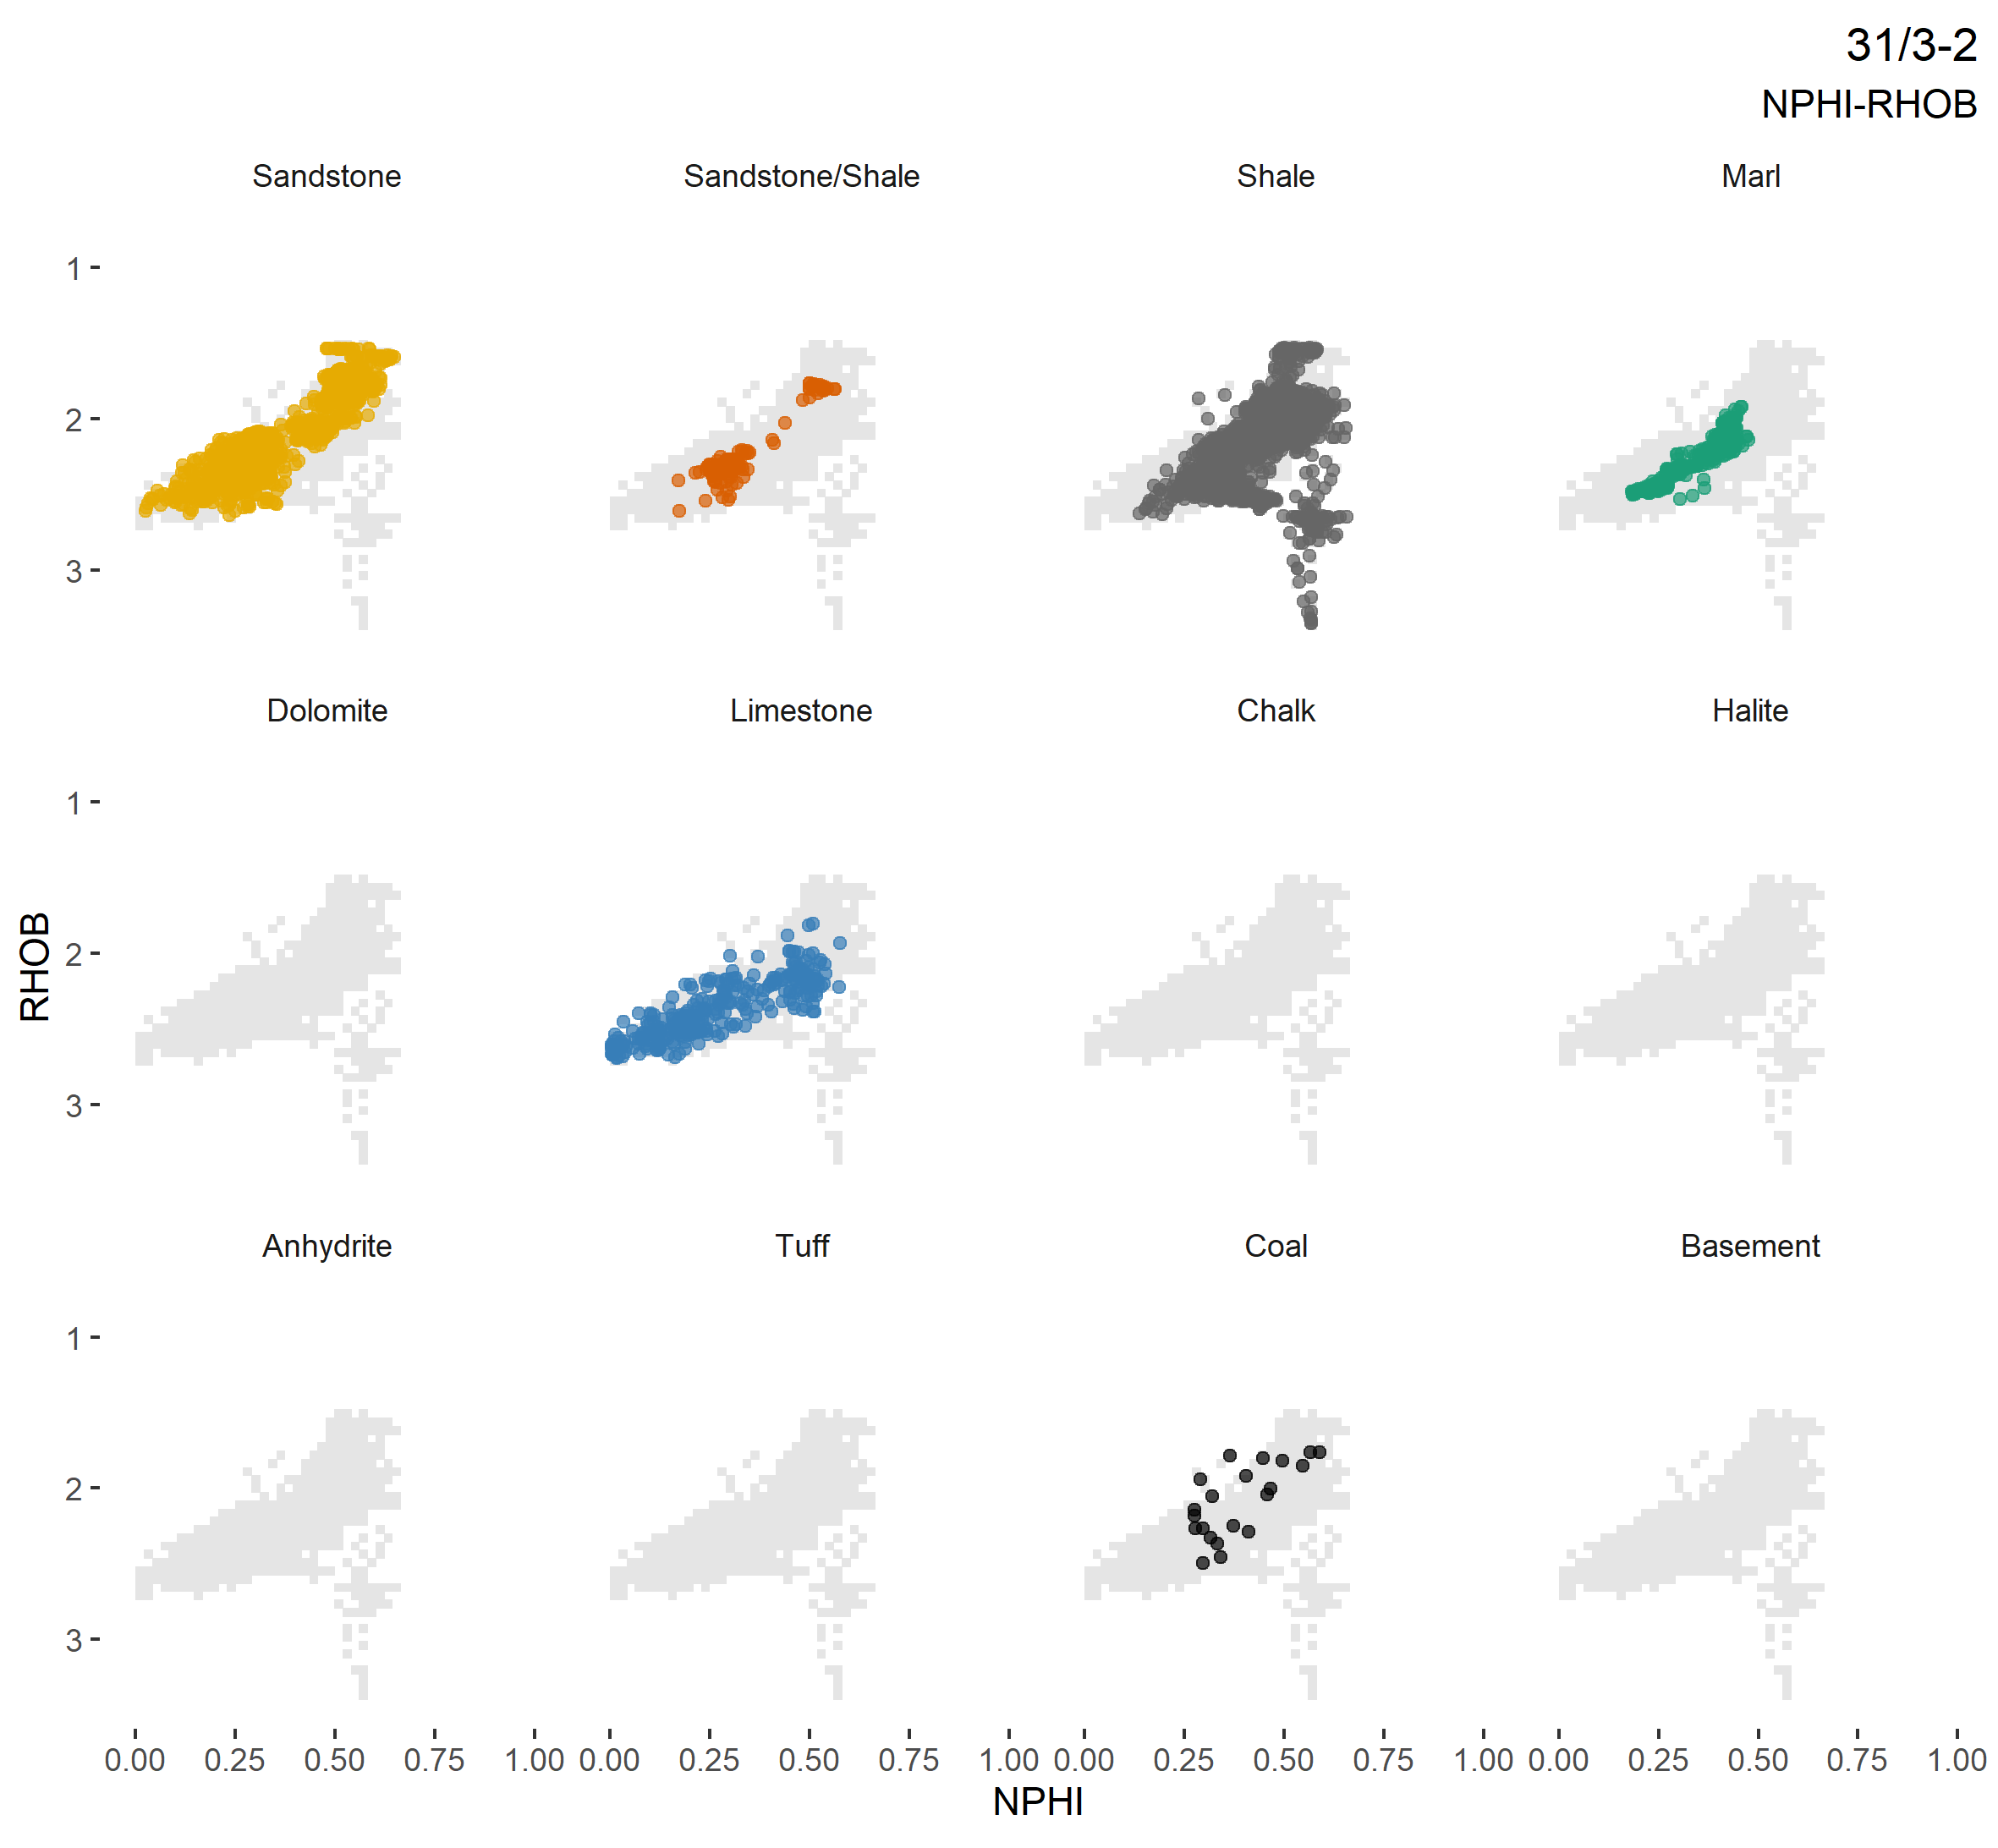 31/3-2
NPHI-RHOB
Sandstone Sandstone/Shale Shale Marl
1
2
3
Dolomite Limestone Chalk Halite
1
2
3
RHOB
Anhydrite Tuff Coal Basement
1
2
3
0.00 0.25 0.50 0.75 1.00 0.00 0.25 0.50 0.75 1.00 0.00 0.25 0.50 0.75 1.00 0.00 0.25 0.50 0.75 1.00
NPHI